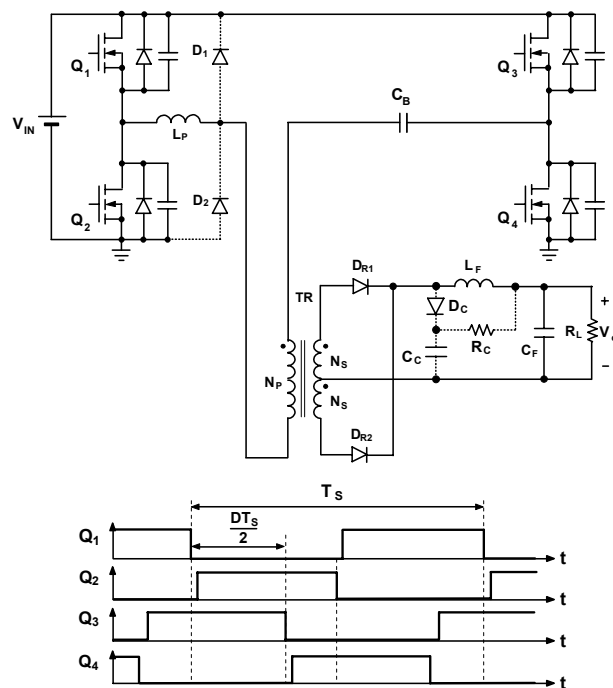 Q1
D1
Q3
VIN
LP
CB
Q2
D2
Q4
TR
DR1
LF
+
DC
RC
CC
CF
RL
NP
NS
NS
−
DR2
TS
DTS
2
Q1
t
Q2
t
Q3
t
Q4
t